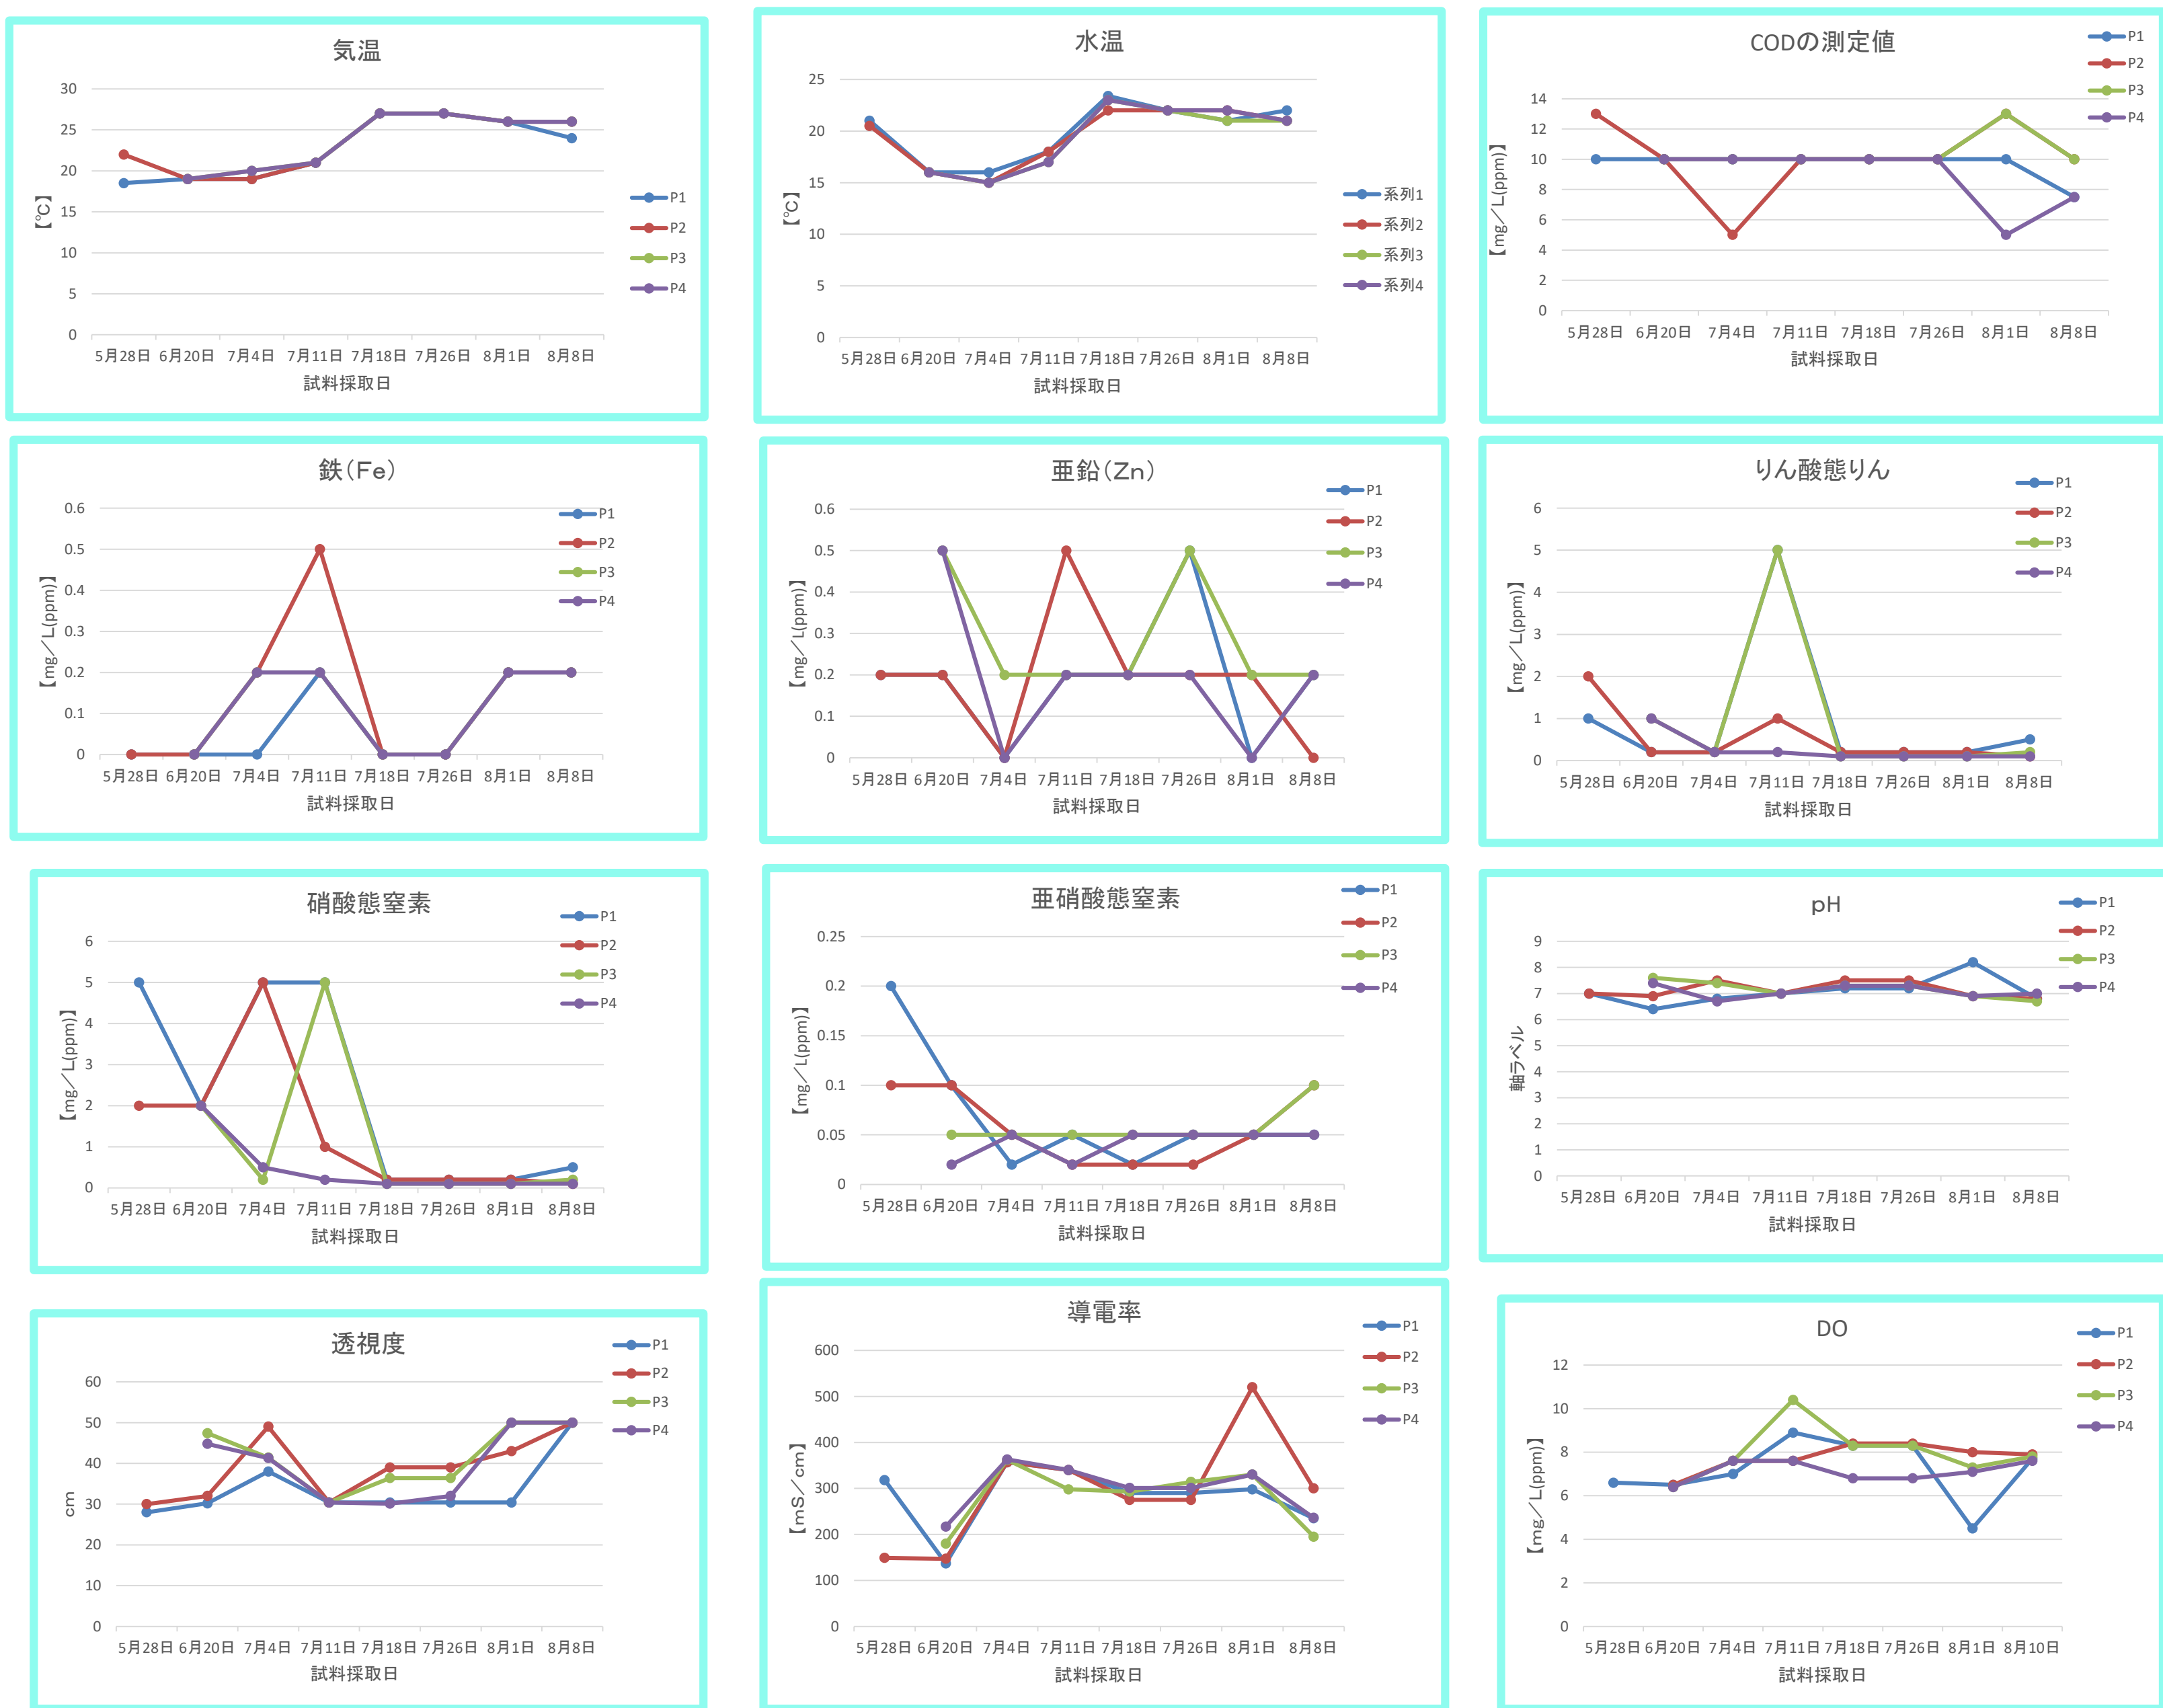 気温
30
25
20
15
10
5
0
【℃】
5月28日 6月20日 7月4日 7月11日 7月18日 7月26日 8月1日 8月8日
試料採取日
P1
P2
P3
P4
水温
25
20
15
10
5
0
【℃】
5月28日 6月20日 7月4日 7月11日 7月18日 7月26日 8月1日 8月8日
試料採取日
系列1
系列2
系列3
系列4
CODの測定値
14
12
10
8
6
4
2
0
【mg／L(ppm)】
5月28日 6月20日 7月4日 7月11日 7月18日 7月26日 8月1日 8月8日
試料採取日
P1
P2
P3
P4
鉄(Fe)
0.6
0.5
0.4
0.3
0.2
0.1
0
【mg／L(ppm)】
5月28日 6月20日 7月4日 7月11日 7月18日 7月26日 8月1日 8月8日
試料採取日
P1
P2
P3
P4
亜鉛(Zn)
0.6
0.5
0.4
0.3
0.2
0.1
0
【mg／L(ppm)】
5月28日 6月20日 7月4日 7月11日 7月18日 7月26日 8月1日 8月8日
試料採取日
P1
P2
P3
P4
りん酸態りん
6
5
4
3
2
1
0
【mg／L(ppm)】
5月28日 6月20日 7月4日 7月11日 7月18日 7月26日 8月1日 8月8日
試料採取日
P1
P2
P3
P4
硝酸態窒素
6
5
4
3
2
1
0
【mg／L(ppm)】
5月28日 6月20日 7月4日 7月11日 7月18日 7月26日 8月1日 8月8日
試料採取日
P1
P2
P3
P4
亜硝酸態窒素
0.25
0.2
0.15
0.1
0.05
0
【mg／L(ppm)】
5月28日 6月20日 7月4日 7月11日 7月18日 7月26日 8月1日 8月8日
試料採取日
P1
P2
P3
P4
pH
9
8
7
6
5
4
3
2
1
0
軸ラベル
5月28日 6月20日 7月4日 7月11日 7月18日 7月26日 8月1日 8月8日
試料採取日
P1
P2
P3
P4
透視度
60
50
40
30
20
10
0
cm
5月28日 6月20日 7月4日 7月11日 7月18日 7月26日 8月1日 8月8日
試料採取日
P1
P2
P3
P4
導電率
600
500
400
300
200
100
0
【mS／cm】
5月28日 6月20日 7月4日 7月11日 7月18日 7月26日 8月1日 8月8日
試料採取日
P1
P2
P3
P4
DO
12
10
8
6
4
2
0
【mg／L(ppm)】
5月28日 6月20日 7月4日 7月11日 7月18日 7月26日 8月1日 8月10日
試料採取日
P1
P2
P3
P4